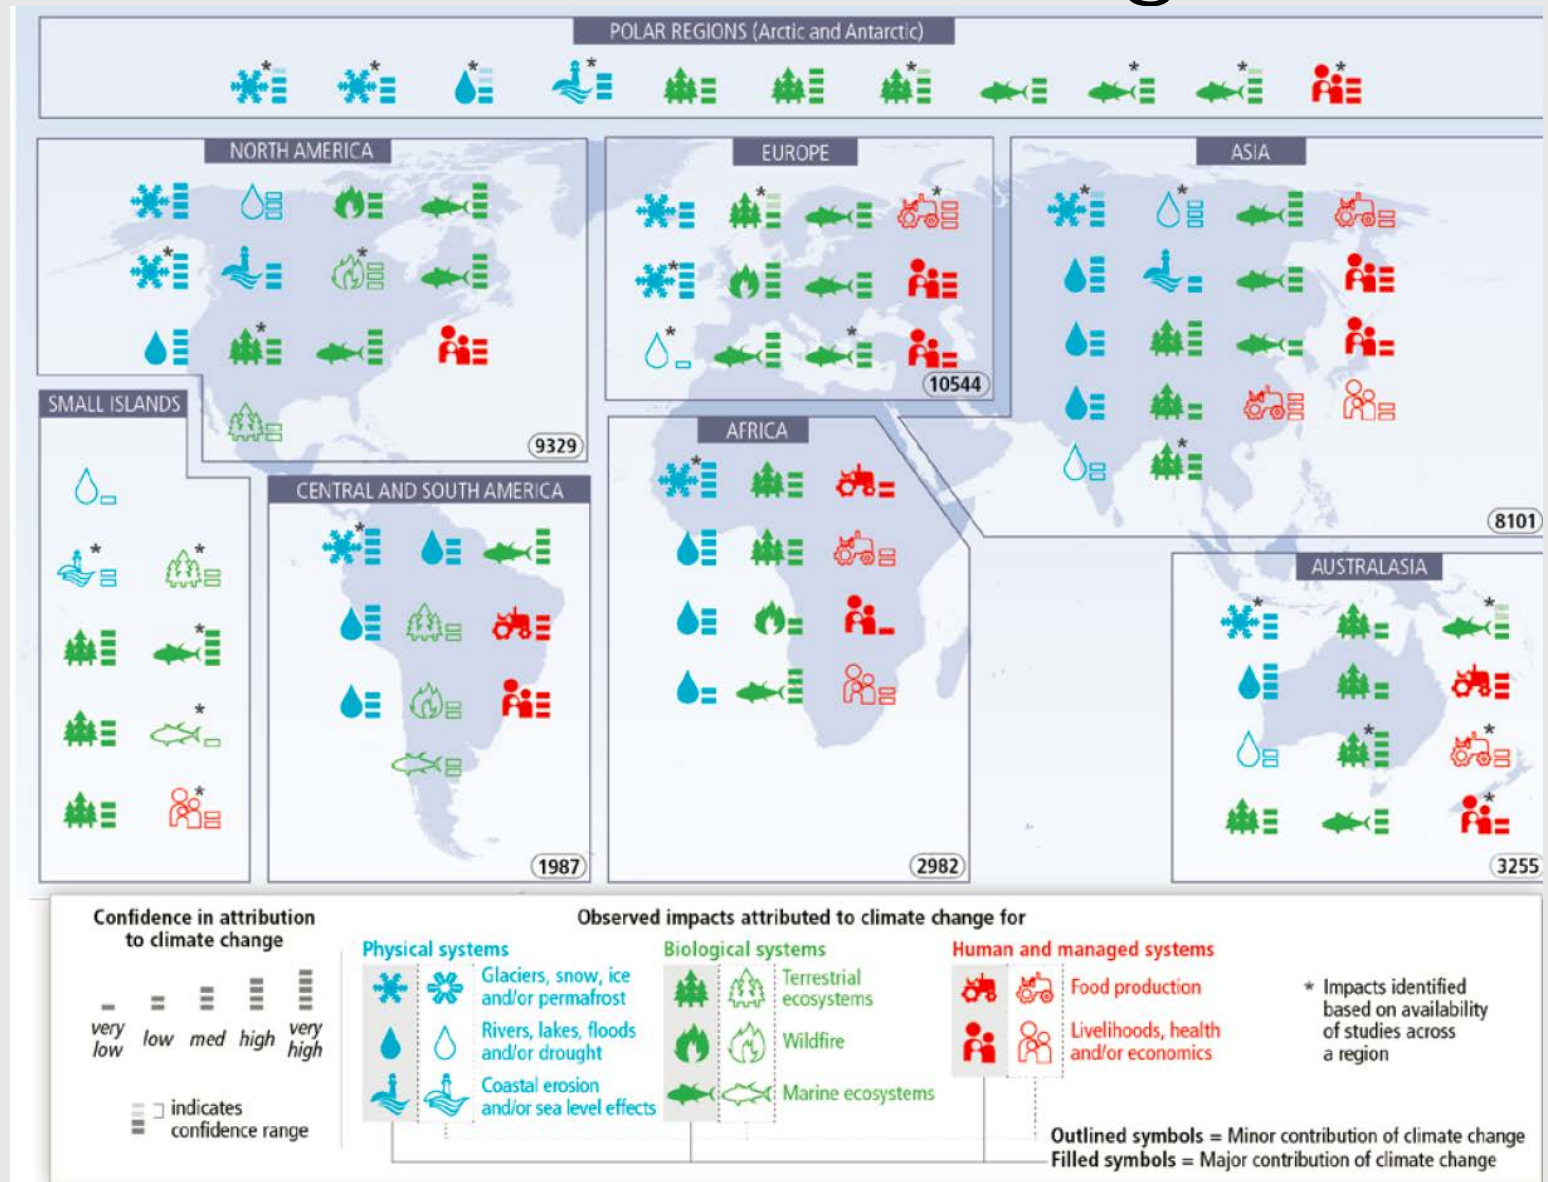 POLAR REGIONS (Arctic and Antarctic)
NORTH AMERICA
EUROPE
ASIA
10544
SMALL ISLANDS
AFRICA
9329
CENTRAL AND SOUTH AMERICA
8101
AUSTRALASIA
1987
2982
3255
Confidence in attribution
to climate change
very low
low
med
high
very high
indicates
confidence range
Observed impacts attributed to climate change for
Physical systems
Glaciers, snow, ice
and/or permafrost
Rivers, lakes, floods
and/or drought
Coastal erosion
and/or sea level effects
Biological systems
Terrestrial
ecosystems
Wildfire
Marine ecosystems
Human and managed systems
Food production
Livelihoods, health
and/or economics
* Impacts identified
based on availability
of studies across
a region
Outlined symbols = Minor contribution of climate change
Filled symbols = Major contribution of climate change